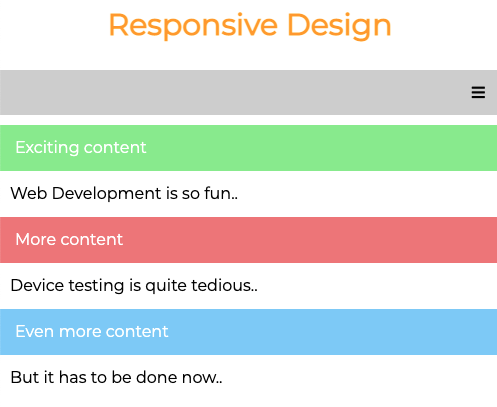 Responsive Design
Exciting content
Web Development is so fun..
More content
Device testing is quite tedious..
Even more content
But it has to be done now..